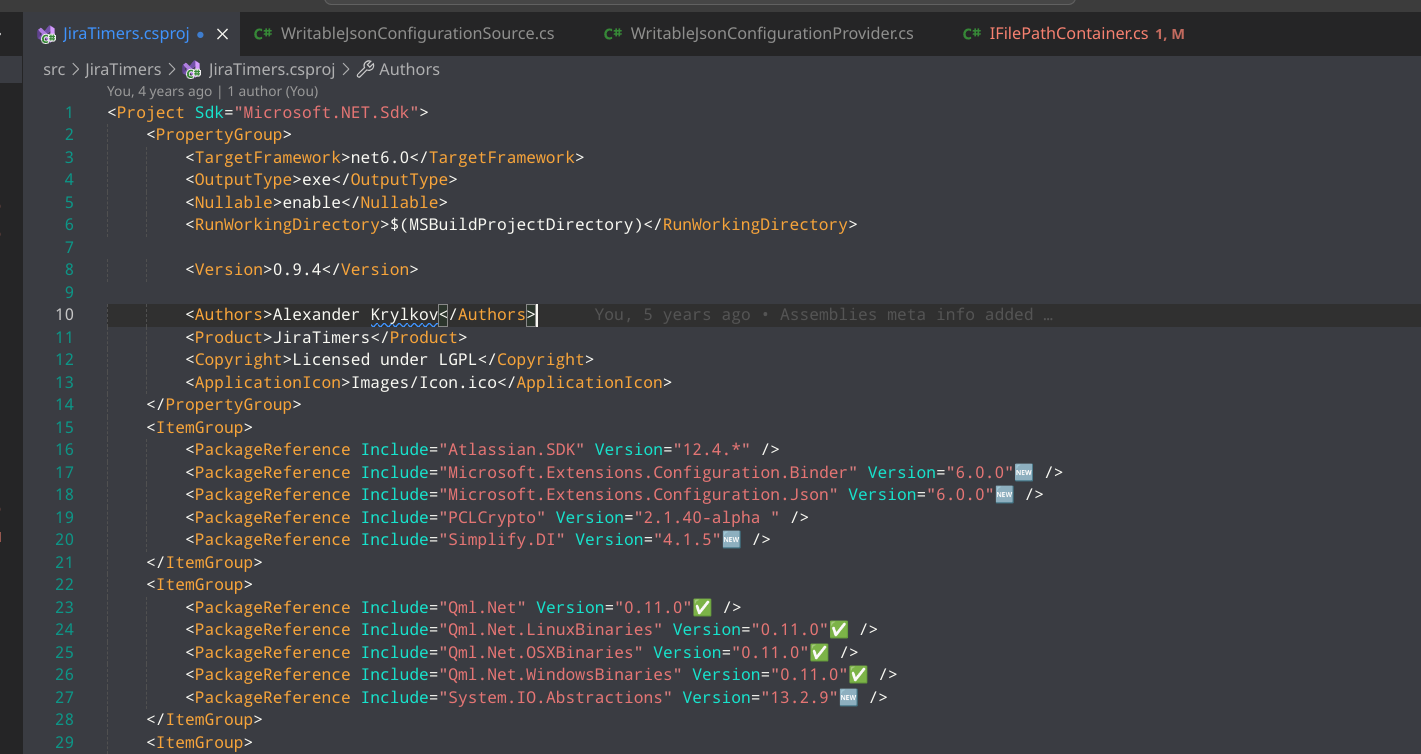 JiraTimers.csproj ● × C# WritableJsonConfigurationSource.cs C# WritableJsonConfigurationProvider.cs C# IFilePathContainer.cs 1, M
src > JiraTimers > JiraTimers.csproj > Authors
You, 4 years ago | 1 author (You)
1 <Project Sdk="Microsoft.NET.Sdk">
2 <PropertyGroup>
3 <TargetFramework>net6.0</TargetFramework>
4 <OutputType>exe</OutputType>
5 <Nullable>enable</Nullable>
6 <RunWorkingDirectory>$(MSBuildProjectDirectory)</RunWorkingDirectory>
7
8 <Version>0.9.4</Version>
9
10 <Authors>Alexander Krylkov</Authors> You, 5 years ago • Assemblies meta info added …
11 <Product>JiraTimers</Product>
12 <Copyright>Licensed under LGPL</Copyright>
13 <ApplicationIcon>Images/Icon.ico</ApplicationIcon>
14 </PropertyGroup>
15 <ItemGroup>
16 <PackageReference Include="Atlassian.SDK" Version="12.4.*" />
17 <PackageReference Include="Microsoft.Extensions.Configuration.Binder" Version="6.0.0"🆕 />
18 <PackageReference Include="Microsoft.Extensions.Configuration.Json" Version="6.0.0"🆕 />
19 <PackageReference Include="PCLCrypto" Version="2.1.40-alpha " />
20 <PackageReference Include="Simplify.DI" Version="4.1.5"🆕 />
21 </ItemGroup>
22 <ItemGroup>
23 <PackageReference Include="Qml.Net" Version="0.11.0"✅ />
24 <PackageReference Include="Qml.Net.LinuxBinaries" Version="0.11.0"✅ />
25 <PackageReference Include="Qml.Net.OSXBinaries" Version="0.11.0"✅ />
26 <PackageReference Include="Qml.Net.WindowsBinaries" Version="0.11.0"✅ />
27 <PackageReference Include="System.IO.Abstractions" Version="13.2.9"🆕 />
28 </ItemGroup>
29 <ItemGroup>